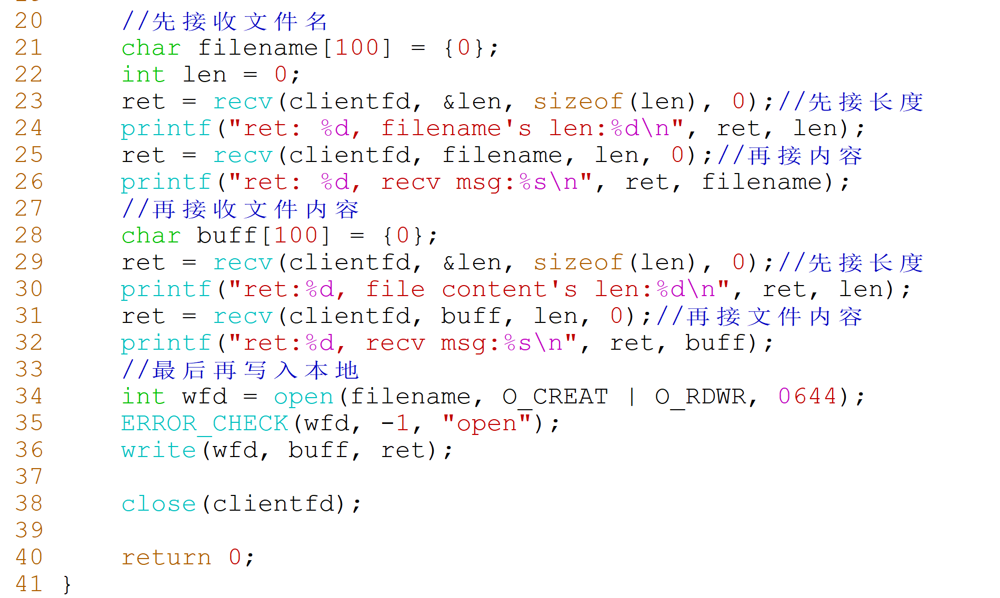 20     //先接收文件名
21     char filename[100] = {0};
22     int len = 0;
23     ret = recv(clientfd, &len, sizeof(len), 0);//先接长度
24     printf("ret: %d, filename's len:%d\n", ret, len);
25     ret = recv(clientfd, filename, len, 0);//再接内容
26     printf("ret: %d, recv msg:%s\n", ret, filename);
27     //再接收文件内容
28     char buff[100] = {0};
29     ret = recv(clientfd, &len, sizeof(len), 0);//先接长度
30     printf("ret:%d, file content's len:%d\n", ret, len);
31     ret = recv(clientfd, buff, len, 0);//再接文件内容
32     printf("ret:%d, recv msg:%s\n", ret, buff);
33     //最后再写入本地
34     int wfd = open(filename, O_CREAT | O_RDWR, 0644);
35     ERROR_CHECK(wfd, -1, "open");
36     write(wfd, buff, ret);
37
38     close(clientfd);
39
40     return 0;
41 }